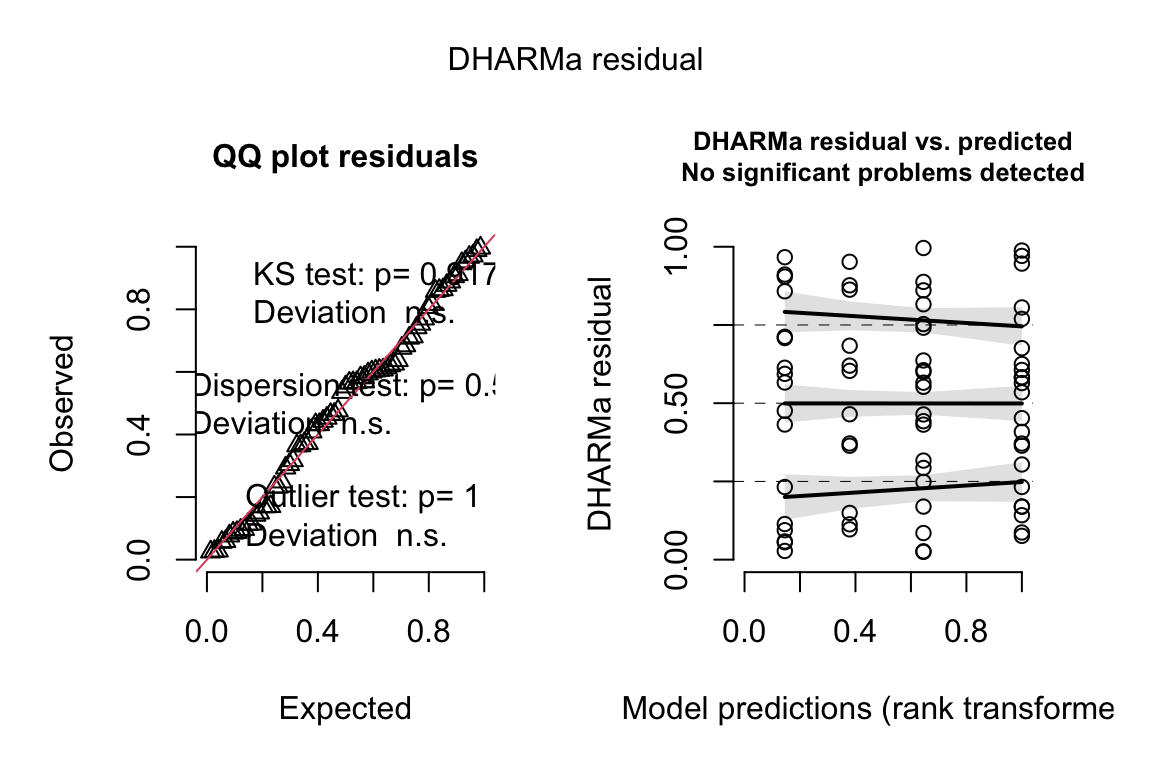 DHARMa residual
QQ plot residuals
KS test: p=
Deviation n.s.
Dispersion test: p=
Deviation n.s.
Outlier test: p= 1
Deviation n.s.
Observed
0.0 0.4 0.8
0.0 0.4 0.8
Expected
DHARMa residual vs. predicted
No significant problems detected
DHARMa residual
0.00 0.50 1.00
0.0 0.4 0.8
Model predictions (rank transforme